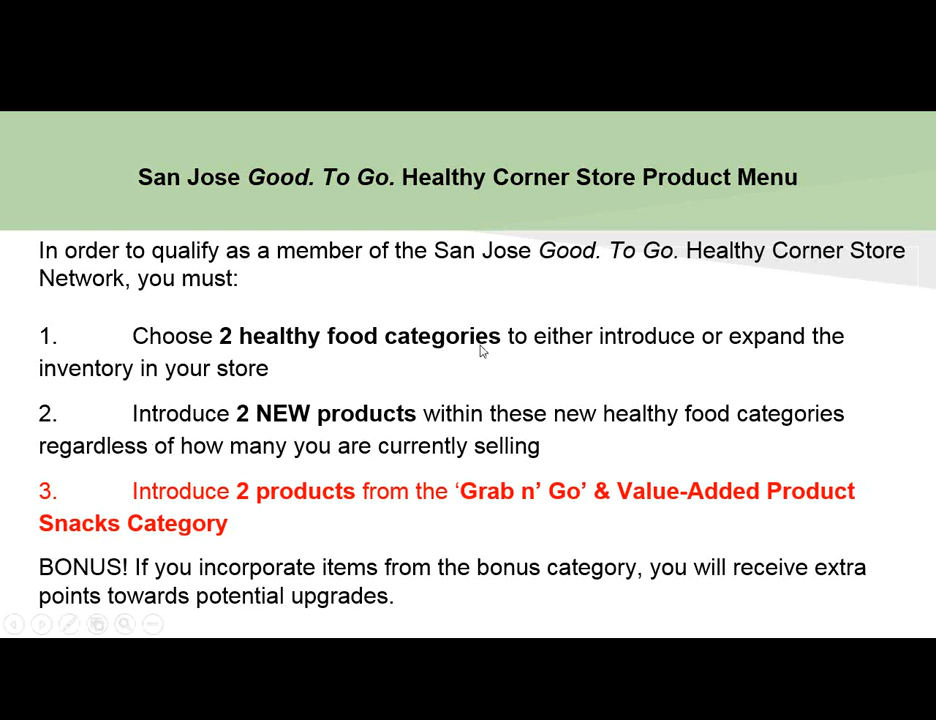 San Jose Good. To Go. Healthy Corner Store Product Menu
In order to qualify as a member of the San Jose Good. To Go. Healthy Corner Store
Network, you must:
1. Choose 2 healthy food categories to either introduce or expand the
inventory in your store
2. Introduce 2 NEW products within these new healthy food categories
regardless of how many you are currently selling
3. Introduce 2 products from the ‘Grab n’ Go’ & Value-Added Product
Snacks Category
BONUS! If you incorporate items from the bonus category, you will receive extra
points towards potential upgrades.